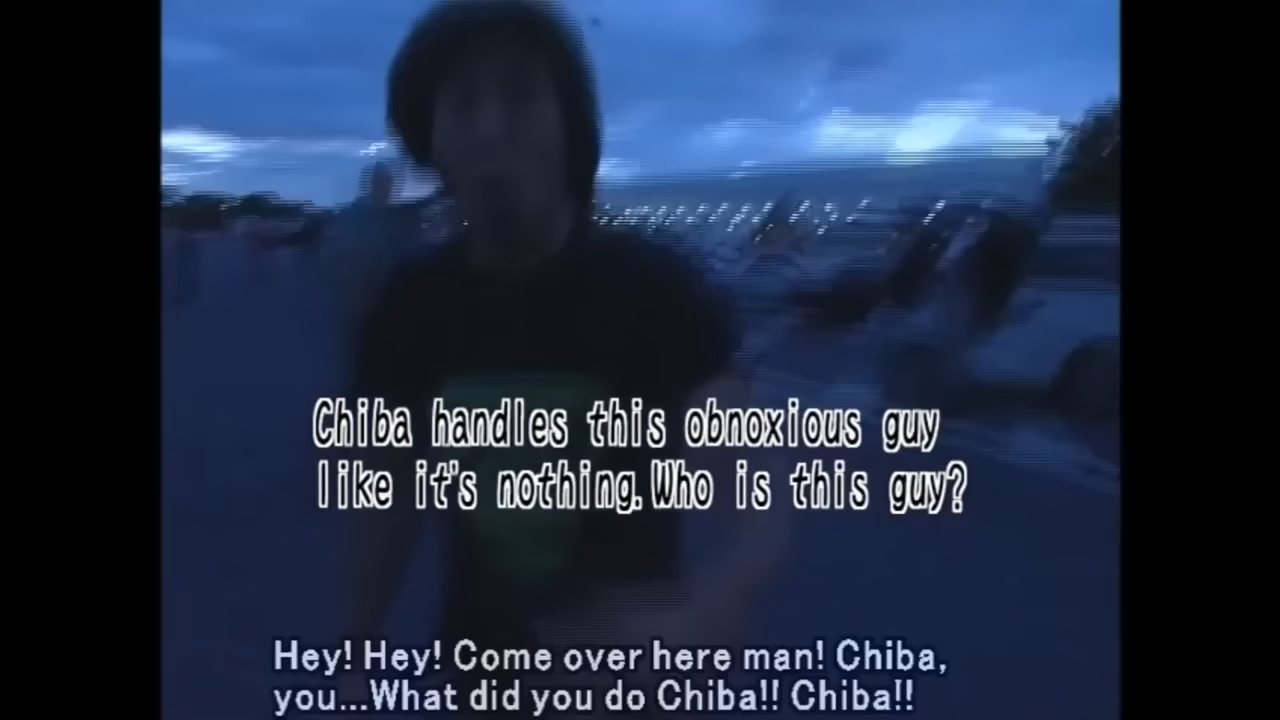 Chiba handles this obnoxious guy
like it's nothing.Who is this guy?
Hey! Hey! Come over here man! Chiba,
you...What did you do Chiba!! Chiba!!